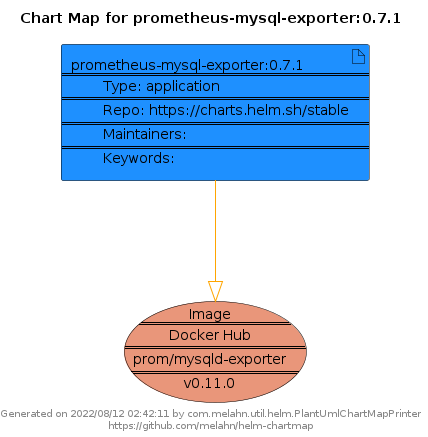 Chart Map for prometheus-mysql-exporter:0.7.1
prometheus-mysql-exporter:0.7.1
Type: application
Repo: https://charts.helm.sh/stable
Maintainers:
Keywords:
Image
Docker Hub
prom/mysqld-exporter
v0.11.0
Generated on 2022/08/12 02:42:11 by com.melahn.util.helm.PlantUmlChartMapPrinter
https://github.com/melahn/helm-chartmap